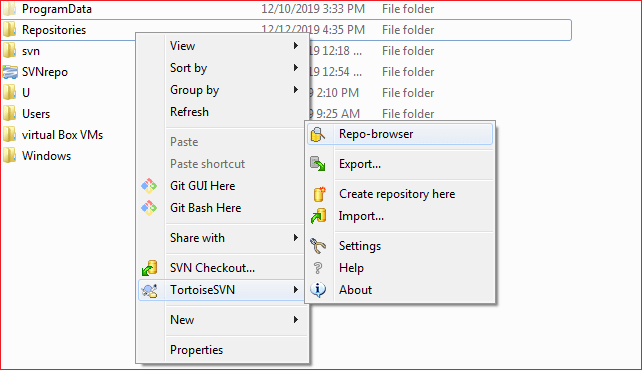 ProgramData 12/10/2019 3:33 PM File folder
Repositories 12/12/2019 4:35 PM File folder
svn 19 12:18 ... File folder
SVNrepo 19 12:54 ... File folder
U 9 2:10 PM File folder
Users 9 9:25 AM File folder
virtual Box VMs
Windows
View
Sort by
Group by
Refresh
Paste
Paste shortcut
Git GUI Here
Git Bash Here
Share with
SVN Checkout...
TortoiseSVN
New
Properties
Repo-browser
Export...
Create repository here
Import...
Settings
Help
About